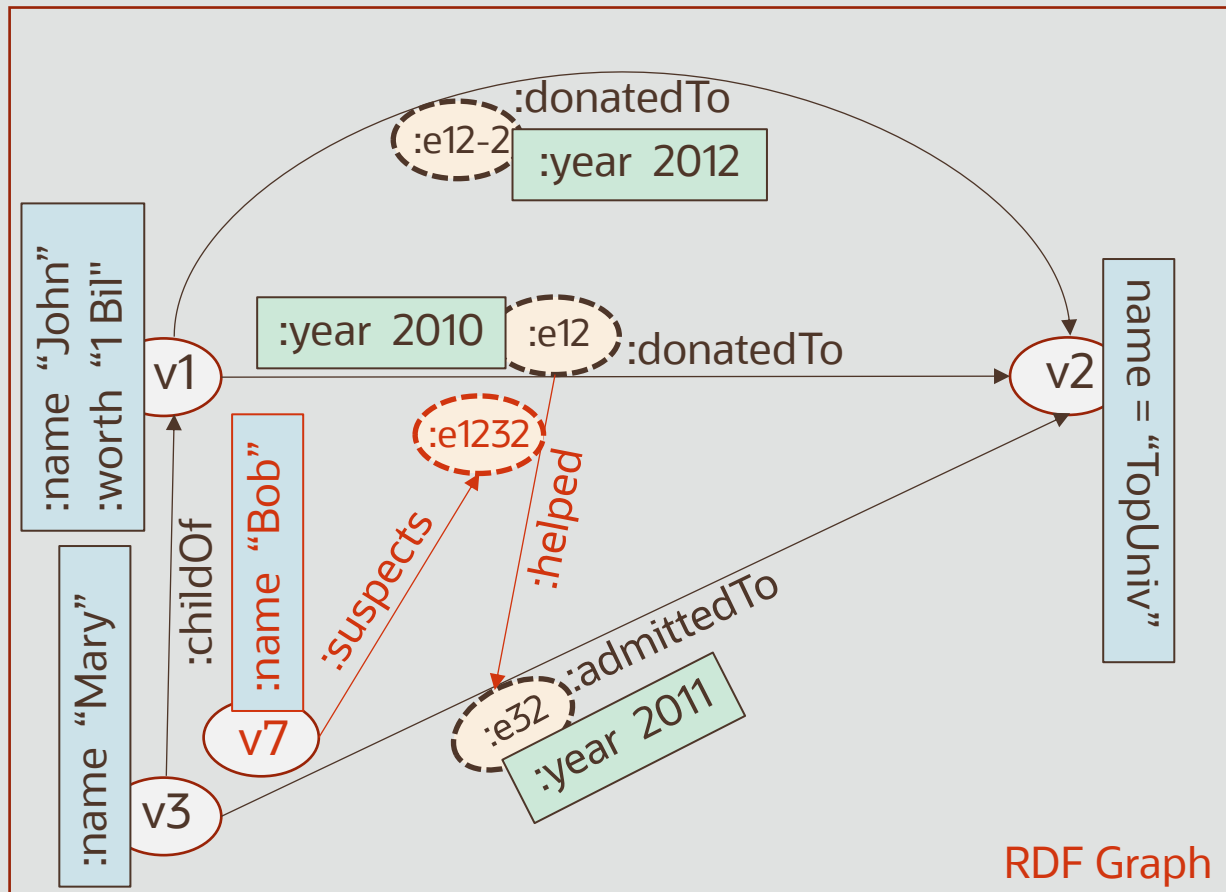 :donatedTo
:e12-2
:year 2012
:name “John”
:worth “1 Bil"
:year 2010
:e12
:donatedTo
v1
v2
name = “TopUniv”
:e1232
:name “Bob”
:suspects
:helped
:childOf
:name “Mary”
:admittedTo
:e32
:year 2011
v7
v3
RDF Graph